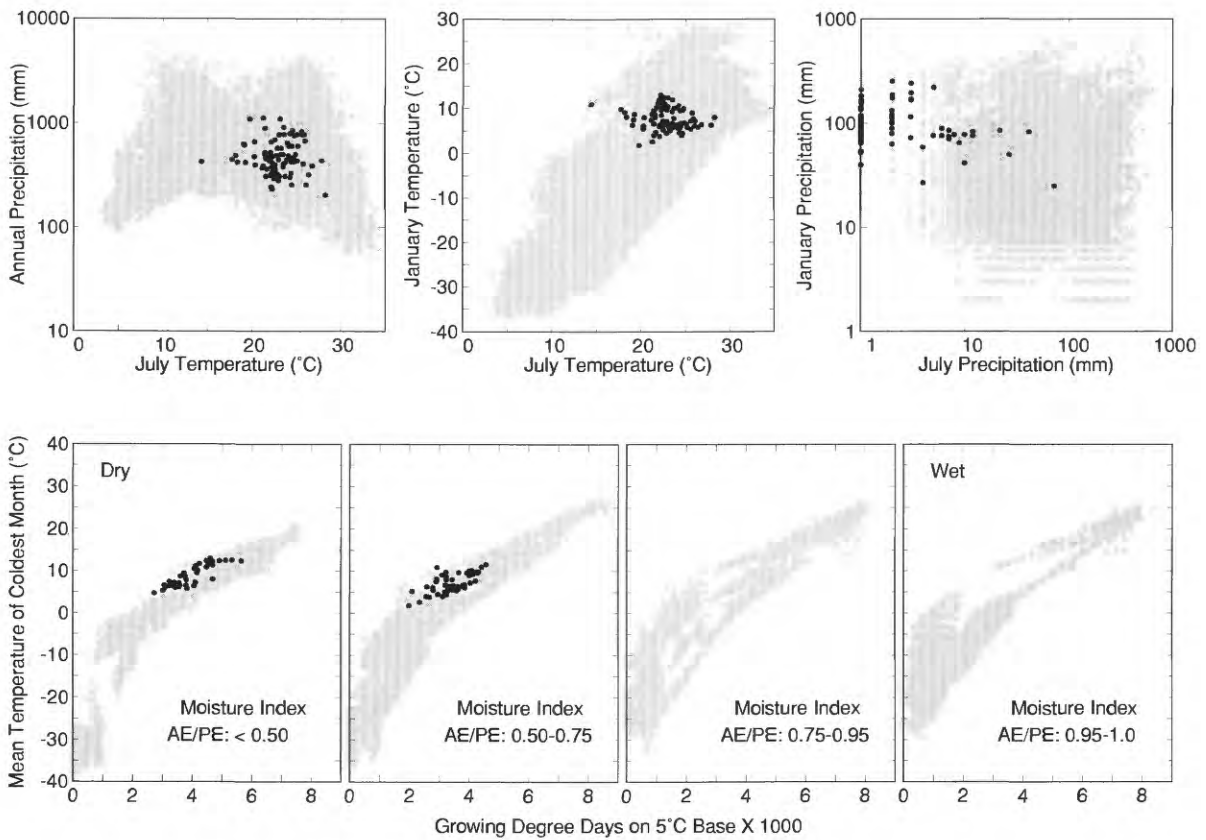 10000
1000
100
10
Annual Precipitation (mm)
0 10 20 30
July Temperature (°C)
30
20
10
0
-10
-20
-30
-40
January Temperature (°C)
0 10 20 30
July Temperature (°C)
1000
100
10
1
January Precipitation (mm)
1 10 100 1000
July Precipitation (mm)
40
30
20
10
0
-10
-20
-30
-40
Mean Temperature of Coldest Month (°C)
Dry
Moisture Index
AE/PE: < 0.50
0 2 4 6 8
Moisture Index
AE/PE: 0.50-0.75
0 2 4 6 8
Moisture Index
AE/PE: 0.75-0.95
0 2 4 6 8
Wet
Moisture Index
AE/PE: 0.95-1.0
0 2 4 6 8
Growing Degree Days on 5°C Base X 1000